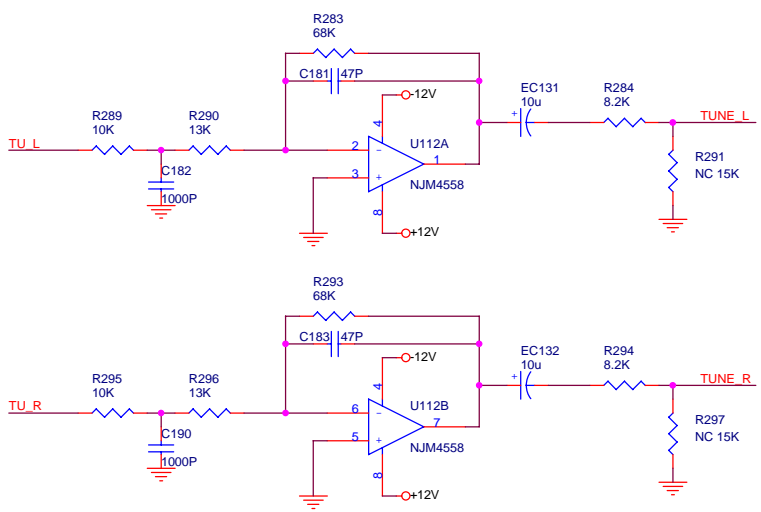 R283
68K
C181 47P
-12V
EC131
10u
R284
8.2K
R289
10K
R290
13K
4
U112A
TUNE_L
TU_L
2
−
1
3
+
C182
1000P
NJM4558
R291
NC 15K
8
+12V
R293
68K
C183 47P
-12V
EC132
10u
R294
8.2K
R295
10K
R296
13K
4
U112B
TUNE_R
TU_R
6
−
7
5
+
C190
1000P
NJM4558
R297
NC 15K
8
+12V